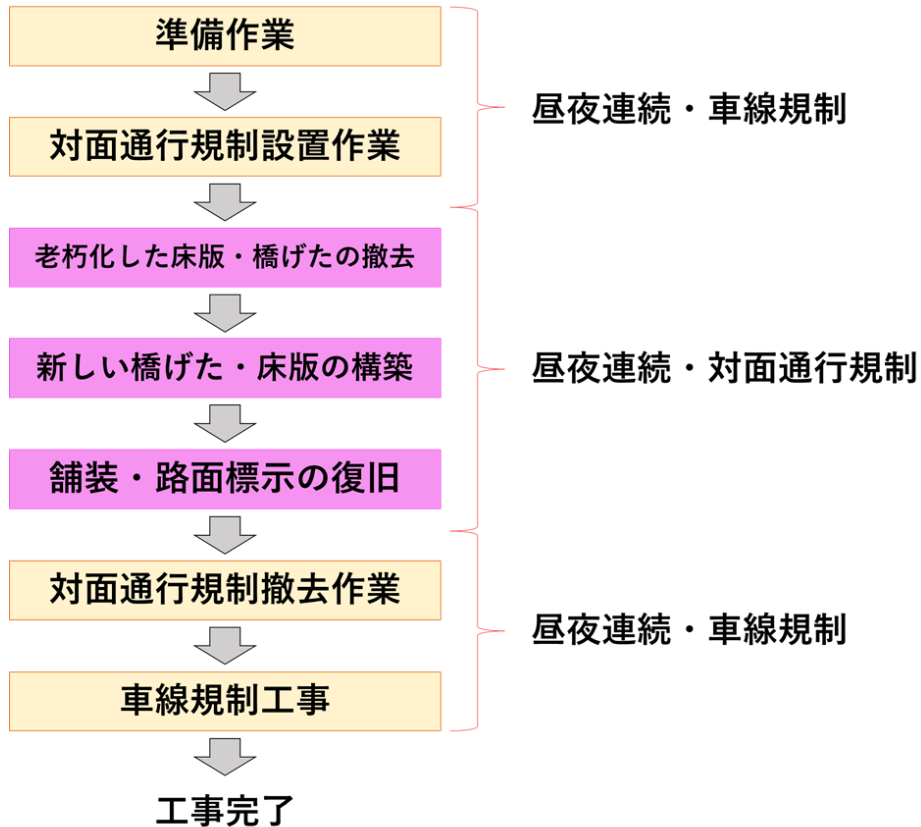 準備作業
対面通行規制設置作業
昼夜連続・車線規制
老朽化した床版・橋げたの撤去
新しい橋げた・床版の構築
舗装・路面標示の復旧
昼夜連続・対面通行規制
対面通行規制撤去作業
車線規制工事
昼夜連続・車線規制
工事完了